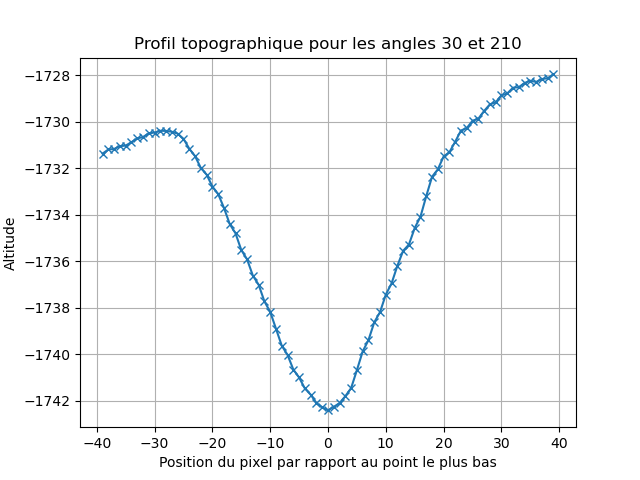 Profil topographique pour les angles 30 et 210
−1728
−1730
−1732
−1734
−1736
−1738
−1740
−1742
Altitude
−40 −30 −20 −10 0 10 20 30 40
Position du pixel par rapport au point le plus bas